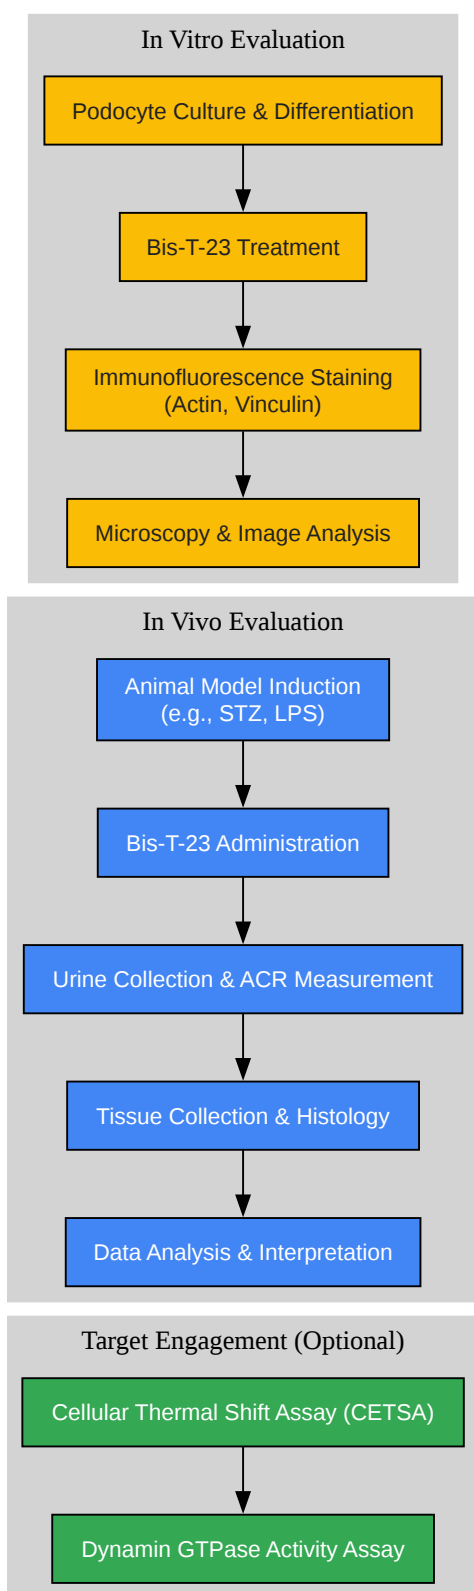 In Vitro Evaluation
Podocyte Culture & Differentiation
Bis-T-23 Treatment
Immunofluorescence Staining
(Actin, Vinculin)
Microscopy & Image Analysis
In Vivo Evaluation
Animal Model Induction
(e.g., STZ, LPS)
Bis-T-23 Administration
Urine Collection & ACR Measurement
Tissue Collection & Histology
Data Analysis & Interpretation
Target Engagement (Optional)
Cellular Thermal Shift Assay (CETSA)
Dynamin GTPase Activity Assay